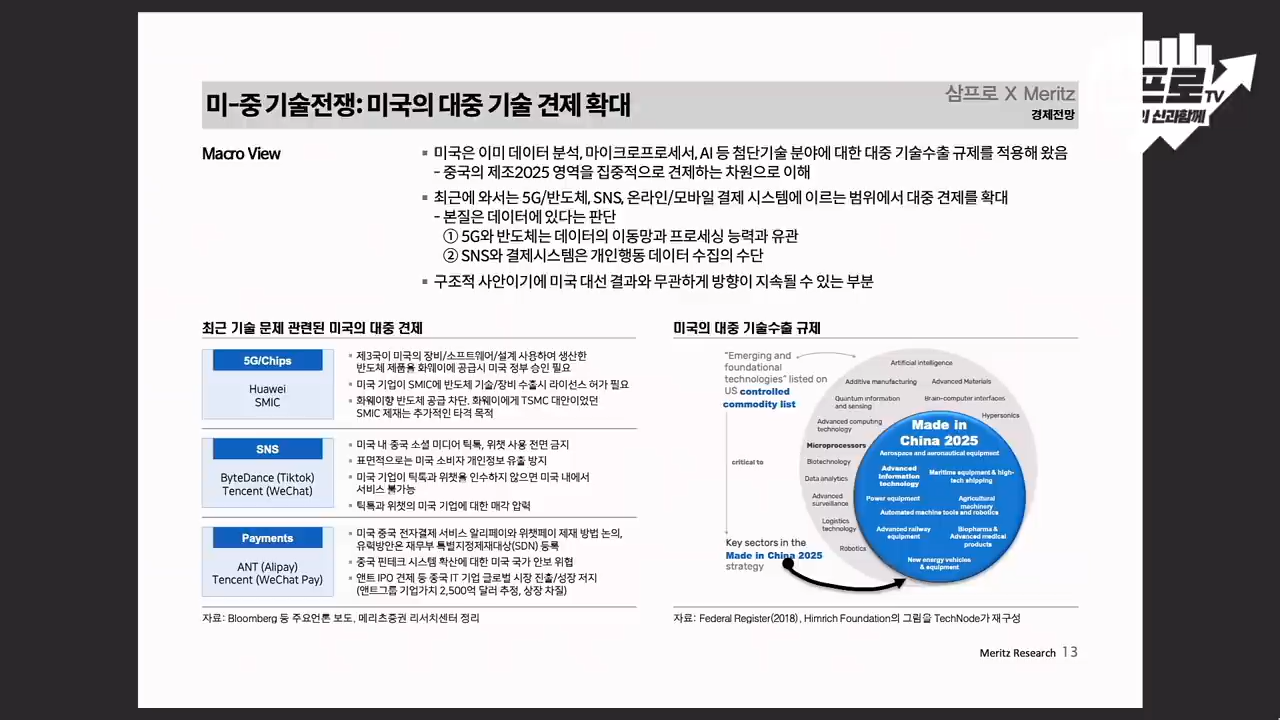 미-중 기술전쟁: 미국의 대중 기술 견제 확대
삼프로 X Meritz
경제전망
프로TV
의 신과함께
Macro View
▪ 미국은 이미 데이터 분석, 마이크로프로세서, AI 등 첨단기술 분야에 대한 대중 기술수출 규제를 적용해 왔음
- 중국의 제조2025 영역을 집중적으로 견제하는 차원으로 이해
▪ 최근에 와서는 5G/반도체, SNS, 온라인/모바일 결제 시스템에 이르는 범위에서 대중 견제를 확대
- 본질은 데이터에 있다는 판단
① 5G와 반도체는 데이터의 이동망과 프로세싱 능력과 유관
② SNS와 결제시스템은 개인행동 데이터 수집의 수단
▪ 구조적 사안이기에 미국 대선 결과와 무관하게 방향이 지속될 수 있는 부분
최근 기술 문제 관련된 미국의 대중 견제
5G/Chips
Huawei
SMIC
▪ 제3국이 미국의 장비/소프트웨어/설계 사용하여 생산한
반도체 제품을 화웨이에 공급시 미국 정부 승인 필요
▪ 미국 기업이 SMIC에 반도체 기술/장비 수출시 라이선스 허가 필요
▪ 화웨이향 반도체 공급 차단. 화웨이에게 TSMC 대안이었던
SMIC 제재는 추가적인 타격 목적
SNS
ByteDance (Tiktok)
Tencent (WeChat)
▪ 미국 내 중국 소셜 미디어 틱톡, 위챗 사용 전면 금지
▪ 표면적으로는 미국 소비자 개인정보 유출 방지
▪ 미국 기업이 틱톡과 위챗을 인수하지 않으면 미국 내에서
서비스 불가능
▪ 틱톡과 위챗의 미국 기업에 대한 매각 압력
Payments
ANT (Alipay)
Tencent (WeChat Pay)
▪ 미국 중국 전자결제 서비스 알리페이와 위챗페이 제재 방법 논의,
유력방안은 재무부 특별지정제재대상(SDN) 등록
▪ 중국 핀테크 시스템 확산에 대한 미국 국가 안보 위협
▪ 앤트 IPO 견제 등 중국 IT 기업 글로벌 시장 진출/성장 저지
(앤트그룹 기업가치 2,500억 달러 추정, 상장 차질)
자료: Bloomberg 등 주요언론 보도, 메리츠증권 리서치센터 정리
미국의 대중 기술수출 규제
"Emerging and
foundational
technologies" listed on
US controlled
commodity list
critical to
Key sectors in the
Made in China 2025
strategy
Artificial intelligence
Additive manufacturing
Advanced Materials
Quantum information
and sensing
Brain-computer interfaces
Hypersonics
Advanced computing
technology
Microprocessors
Biotechnology
Data analytics
Advanced
surveillance
Logistics
technology
Robotics
Made in
China 2025
Aerospace and aeronautical equipment
Advanced
information
technology
Maritime equipment & high-
tech shipping
Power equipment
Agricultural
machinery
Automated machine tools and robotics
Advanced railway
equipment
Biopharma &
Advanced medical
products
New energy vehicles
& equipment
자료: Federal Register(2018), Himrich Foundation의 그림을 TechNode가 재구성
Meritz Research 13